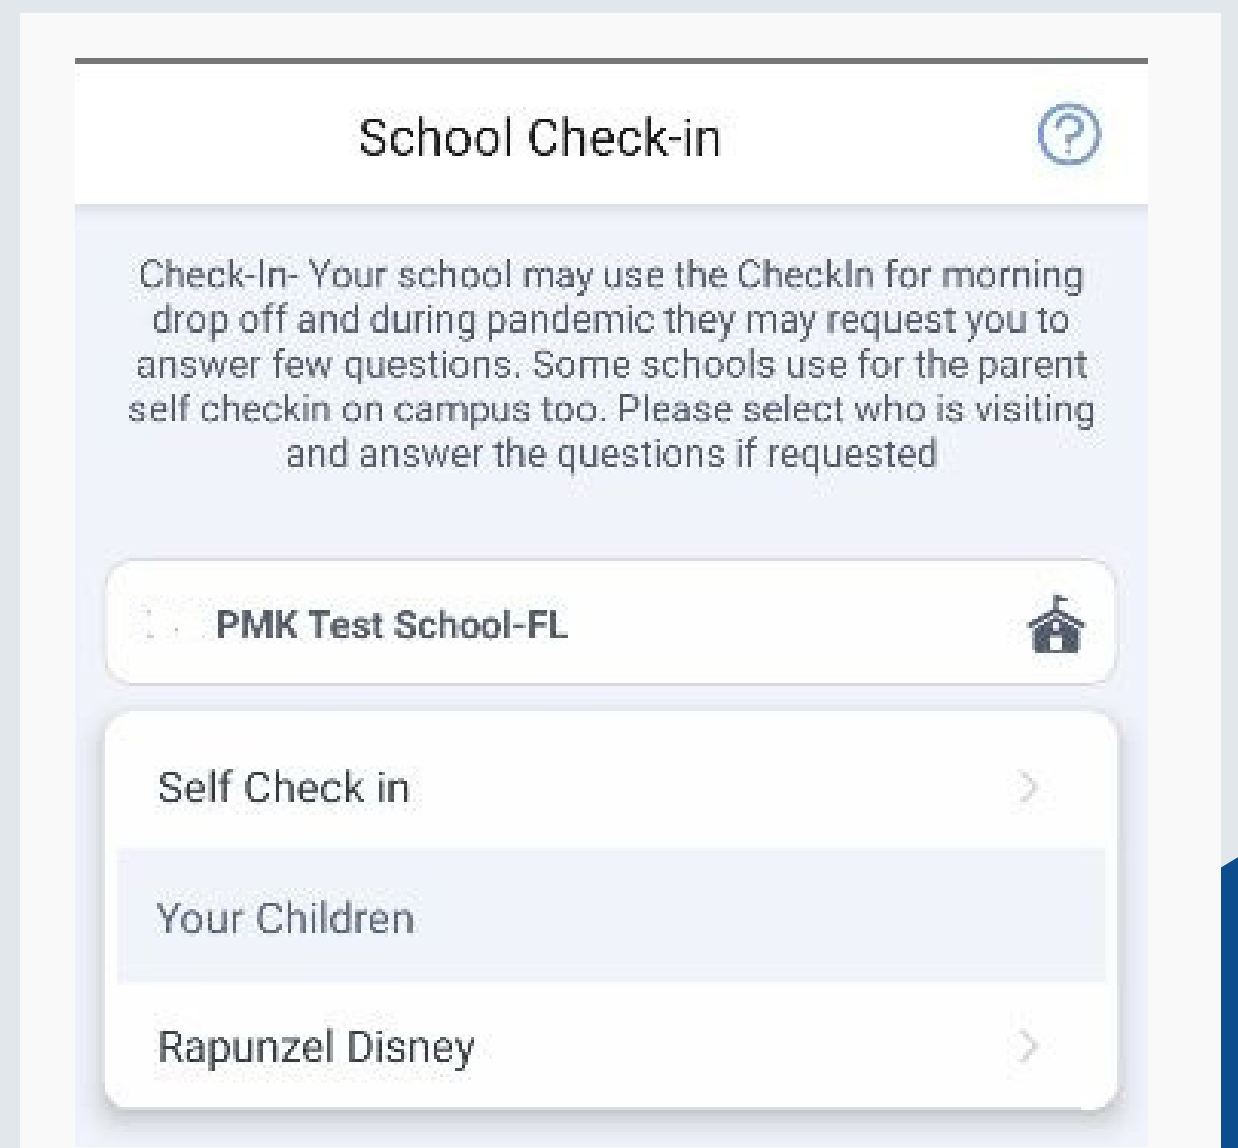 School Check-in
Check-In- Your school may use the CheckIn for morning
drop off and during pandemic they may request you to
answer few questions. Some schools use for the parent
self checkin on campus too. Please select who is visiting
and answer the questions if requested
PMK Test School-FL
Self Check in
Your Children
Rapunzel Disney